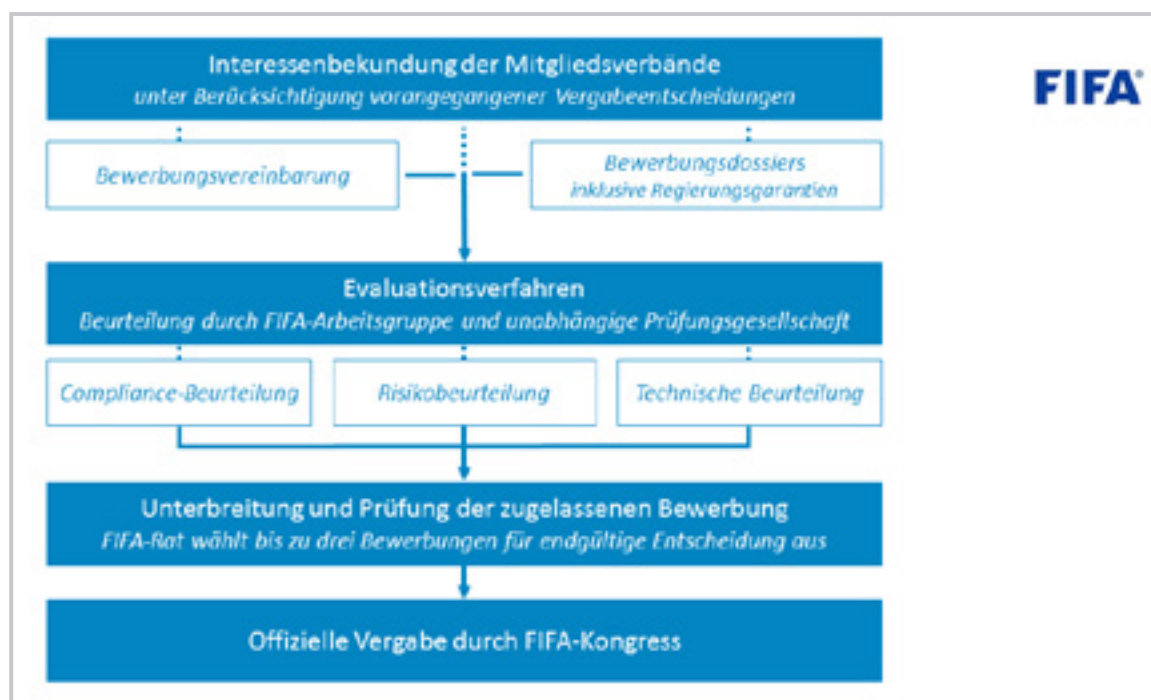 Interessenbekundung der Mitgliedsverbände
unter Berücksichtigung vorangegangener Vergabeentscheidungen
FIFA®
Bewerbungsvereinbarung
Bewerbungsdossiers
inklusive Regierungsgarantien
Evaluationsverfahren
Beurteilung durch FIFA-Arbeitsgruppe und unabhängige Prüfungsgesellschaft
Compliance-Beurteilung
Risikobeurteilung
Technische Beurteilung
Unterbreitung und Prüfung der zugelassenen Bewerbung
FIFA-Rat wählt bis zu drei Bewerbungen für endgültige Entscheidung aus
Offizielle Vergabe durch FIFA-Kongress